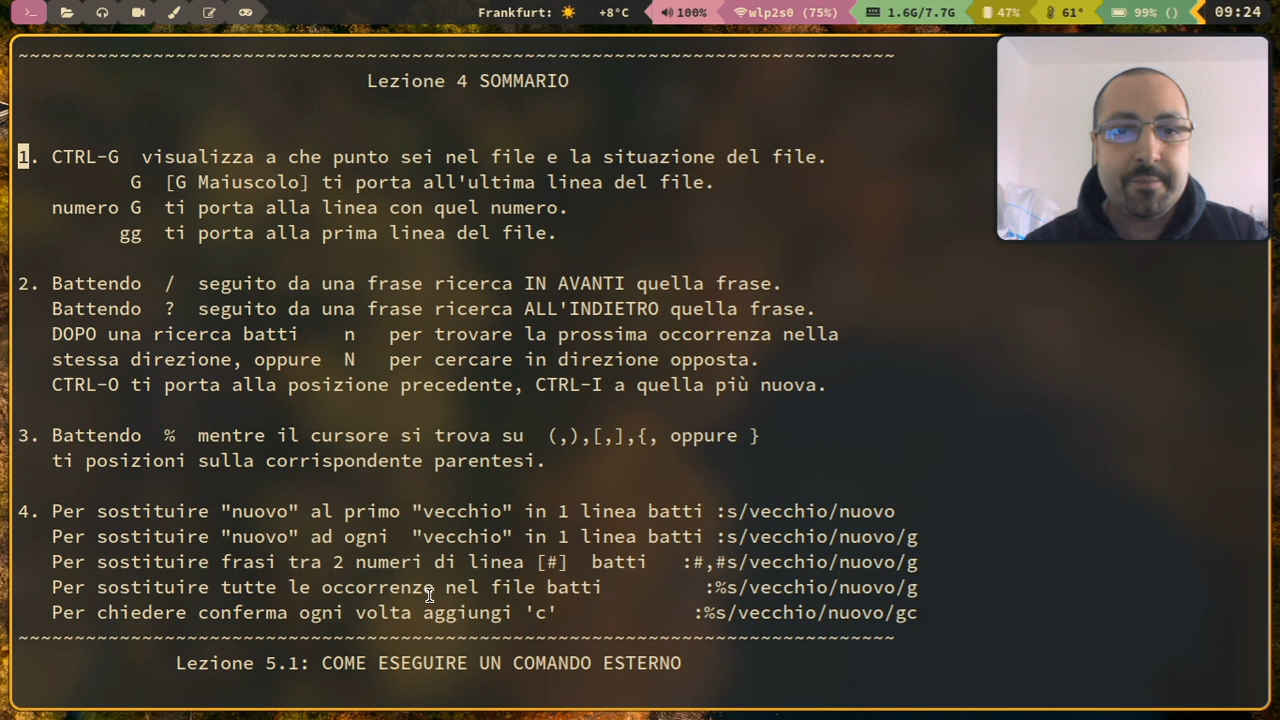 Frankfurt: +8°C 100% wlp2s0 (75%) 1.6G/7.7G 47% 61° 99% () 09:24
~~~~~~~~~~~~~~~~~~~~~~~~~~~~~~~~~~~~~~~~~~~~~~~~~~~~~~~~~~~~~~~~~~~~~~~~~~~~~~
Lezione 4 SOMMARIO
1. CTRL-G visualizza a che punto sei nel file e la situazione del file.
G [G Maiuscolo] ti porta all'ultima linea del file.
numero G ti porta alla linea con quel numero.
gg ti porta alla prima linea del file.
2. Battendo / seguito da una frase ricerca IN AVANTI quella frase.
Battendo ? seguito da una frase ricerca ALL'INDIETRO quella frase.
DOPO una ricerca batti n per trovare la prossima occorrenza nella
stessa direzione, oppure N per cercare in direzione opposta.
CTRL-O ti porta alla posizione precedente, CTRL-I a quella più nuova.
3. Battendo % mentre il cursore si trova su (,),[,],{, oppure }
ti posizioni sulla corrispondente parentesi.
4. Per sostituire "nuovo" al primo "vecchio" in 1 linea batti :s/vecchio/nuovo
Per sostituire "nuovo" ad ogni "vecchio" in 1 linea batti :s/vecchio/nuovo/g
Per sostituire frasi tra 2 numeri di linea [#] batti :#,#s/vecchio/nuovo/g
Per sostituire tutte le occorrenze nel file batti :%s/vecchio/nuovo/g
Per chiedere conferma ogni volta aggiungi 'c' :%s/vecchio/nuovo/gc
~~~~~~~~~~~~~~~~~~~~~~~~~~~~~~~~~~~~~~~~~~~~~~~~~~~~~~~~~~~~~~~~~~~~~~~~~~~~~~
Lezione 5.1: COME ESEGUIRE UN COMANDO ESTERNO